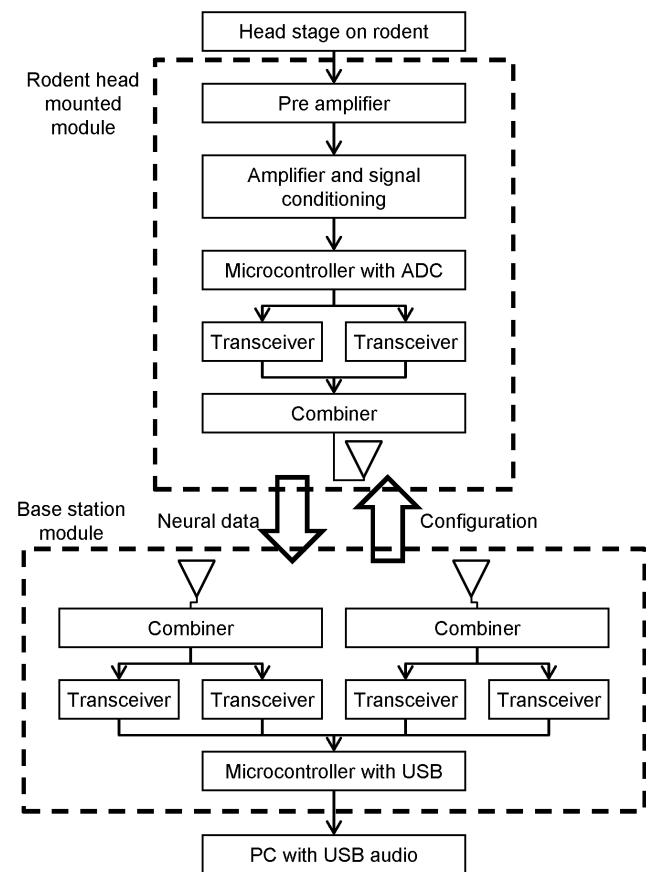 Head stage on rodent
Rodent head
mounted
module
Pre amplifier
Amplifier and signal
conditioning
Microcontroller with ADC
Transceiver
Transceiver
Combiner
Base station
module
Neural data
Configuration
Combiner
Combiner
Transceiver
Transceiver
Transceiver
Transceiver
Microcontroller with USB
PC with USB audio